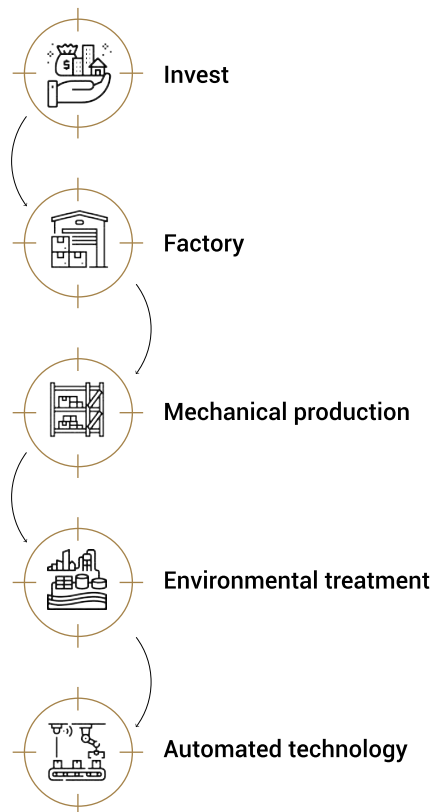 Invest
Factory
Mechanical production
Environmental treatment
Automated technology